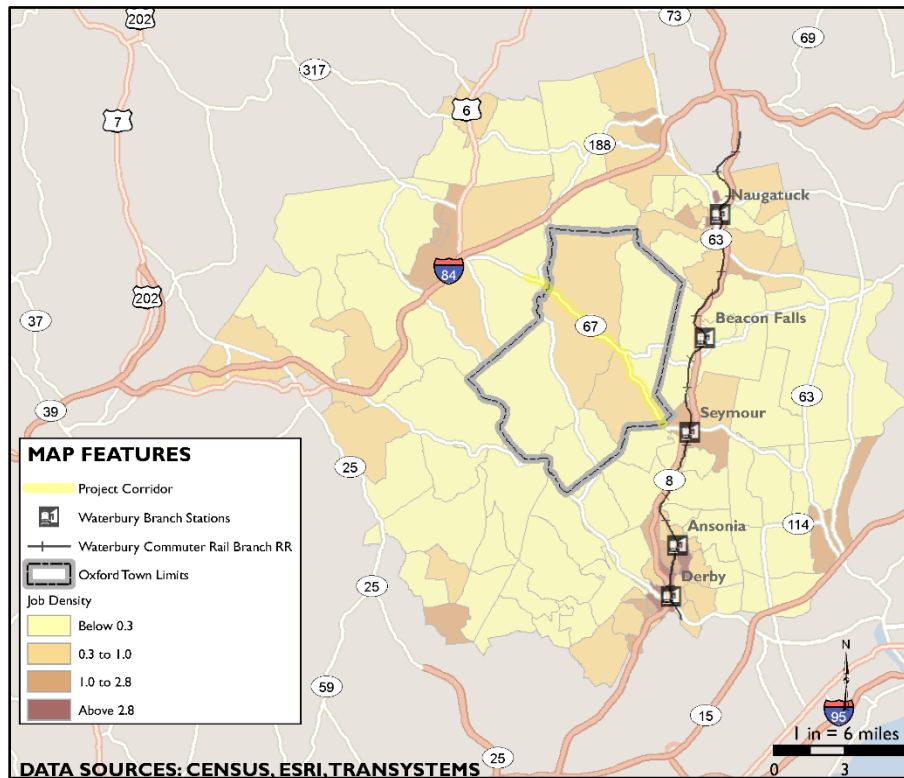 202
73
69
317
6
7
188
Naugatuck
63
84
202
37
67
Beacon Falls
63
39
Seymour
MAP FEATURES
25
Project Corridor
8
Waterbury Branch Stations
114
Waterbury Commuter Rail Branch RR
Ansonia
Oxford Town Limits
Derby
25
Job Density
Below 0.3
0.3 to 1.0
N
1.0 to 2.8
59
Above 2.8
15
95
1 in = 6 miles
25
0 3
DATA SOURCES: CENSUS, ESRI, TRANSYSTEMS